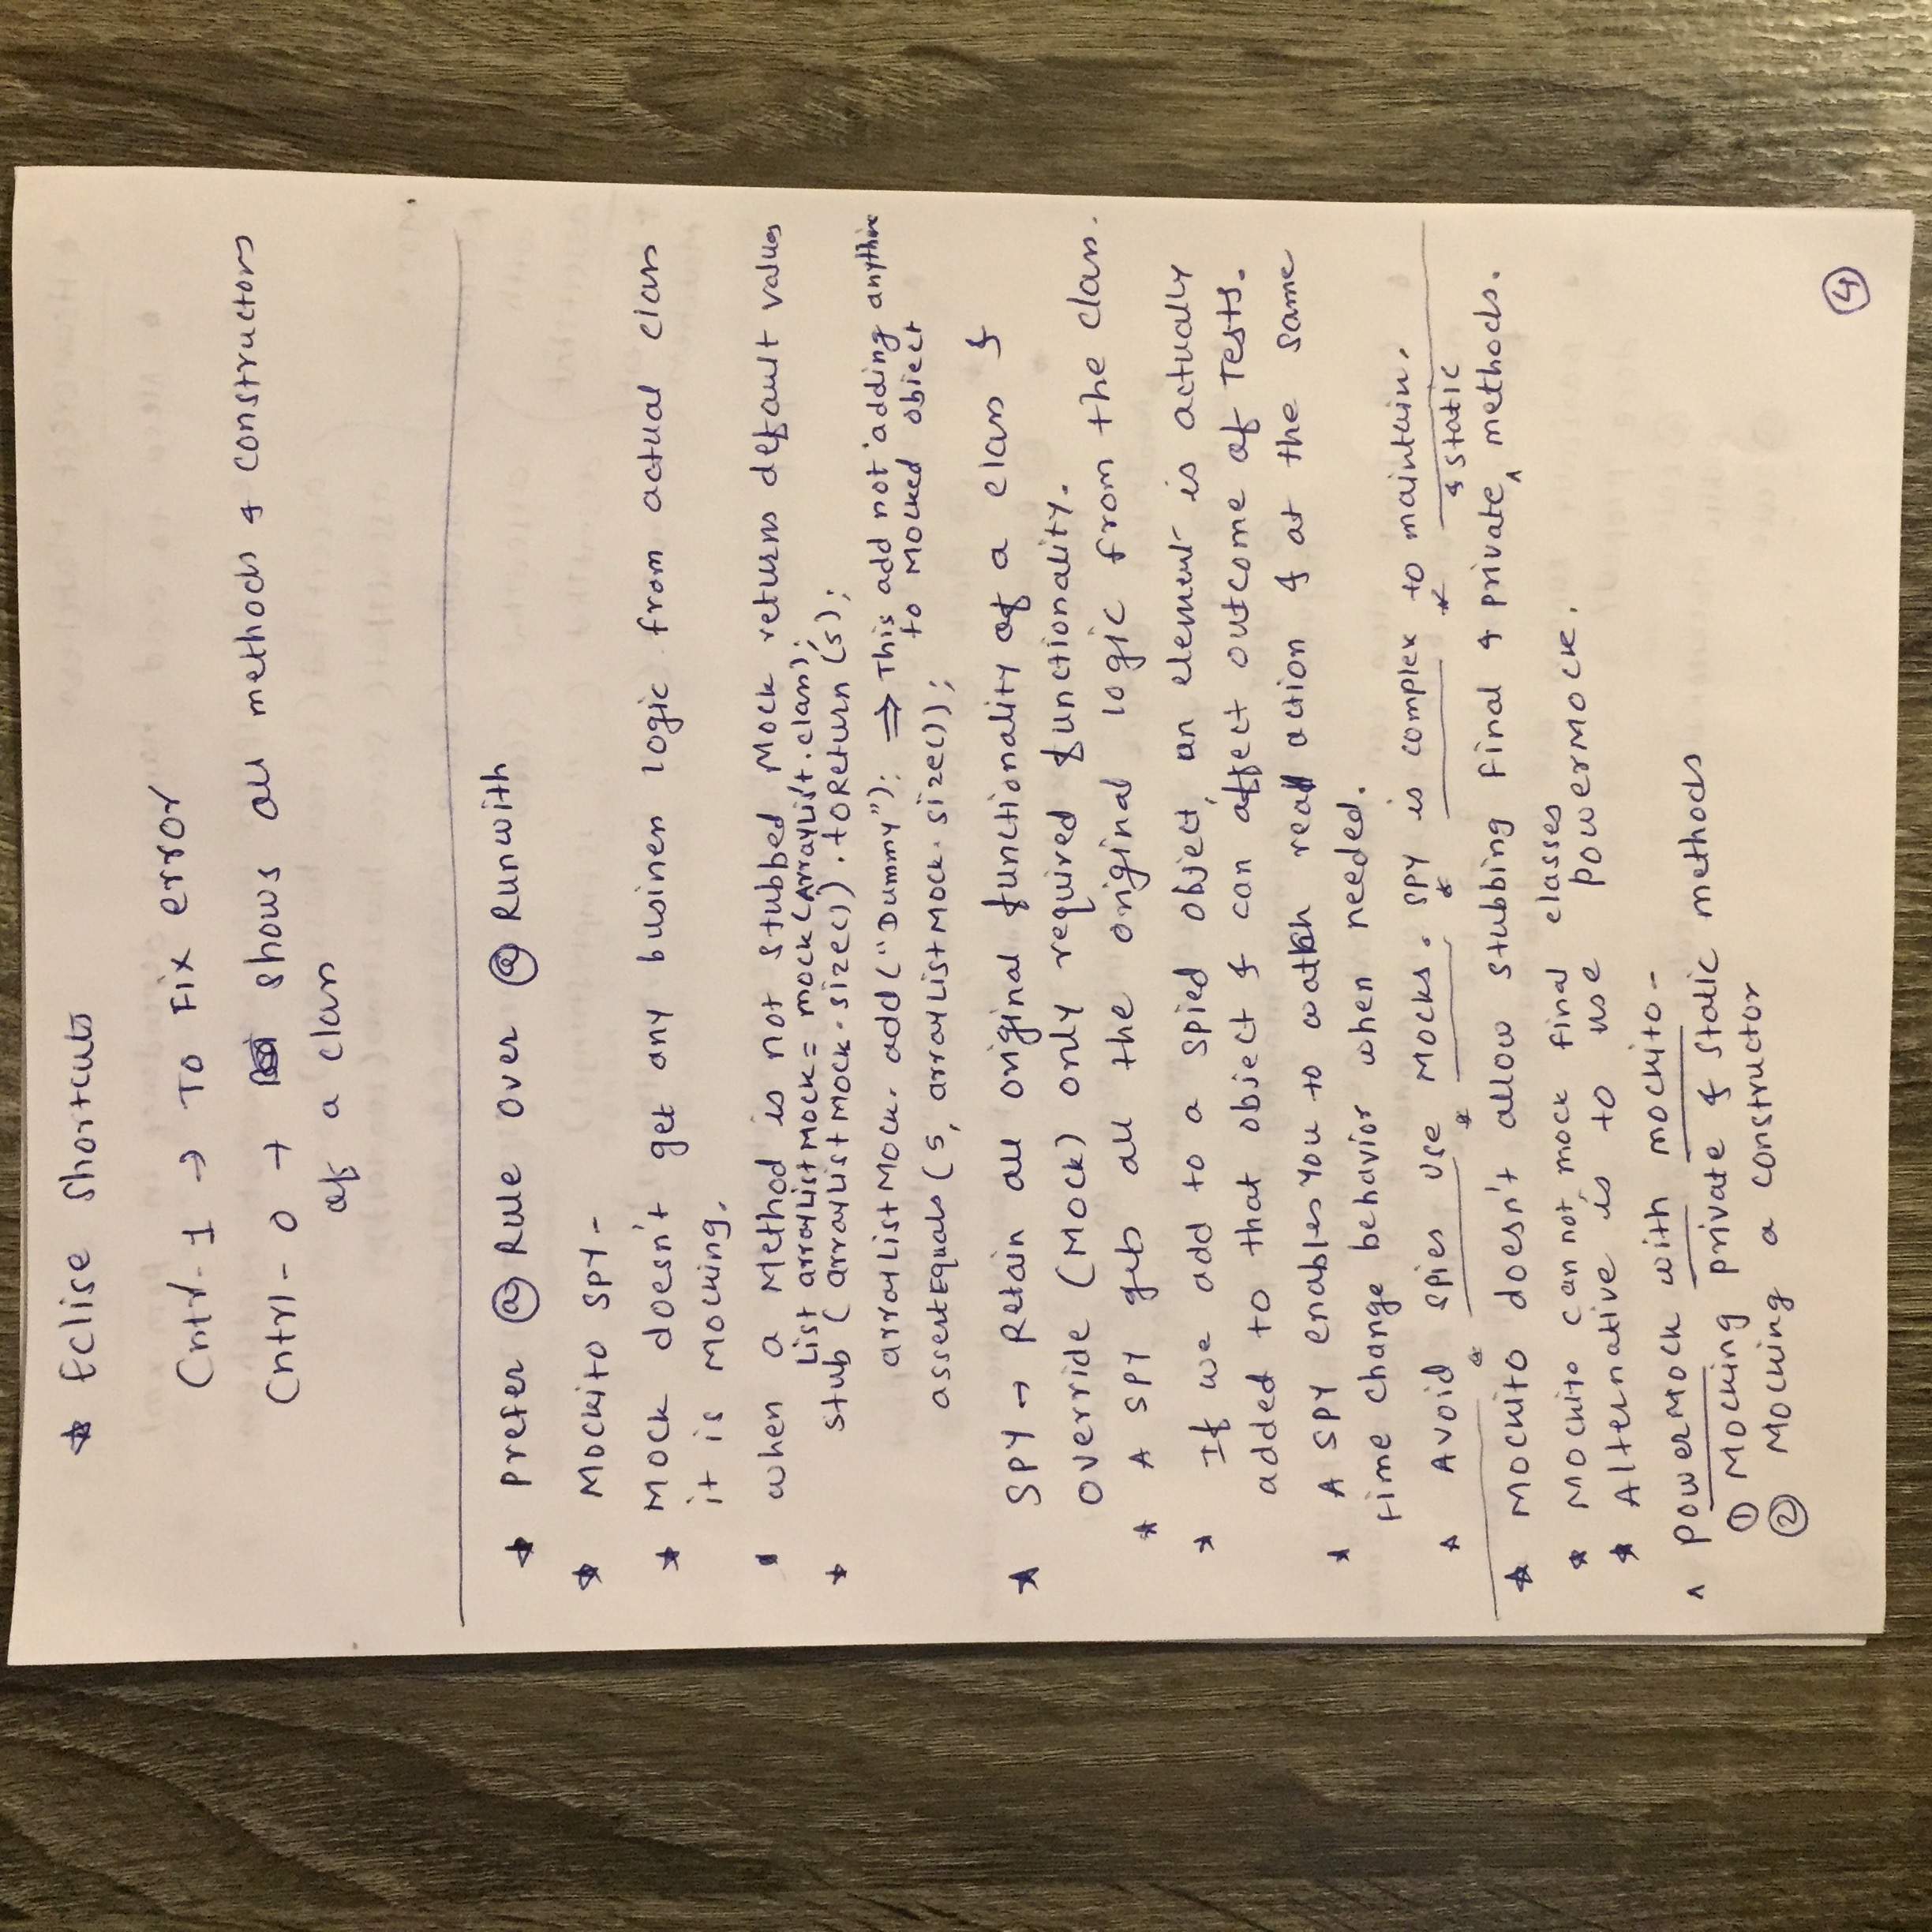 * Eclise Shortcuts
Cntr-1 → To Fix error
Cntrl-O → shows all methods & constructors
of a class
* Prefer @ Rule over @ Runwith
* Mockito SPY-
* Mock doesn't get any business logic from actual class
it is Mocking.
* when a Method is not stubbed Mock returns default values
List arrayListMock = mock(ArrayList.class);
* stub (arrayListMock.size()).toReturn(5);
arrayListMock.add("Dummy"); ⇒ This add not adding anything
to Mocked object
assertEquals(5, arrayListMock.size());
* SPY → Retain all original functionality of a class &
override (Mock) only required functionality.
* A SPY gets all the original logic from the class.
* If we add to a spied object, an element is actually
added to that object & can affect outcome of Tests.
* A SPY enables You to watch real action & at the same
time change behavior when needed.
* Avoid spies use Mocks. SPY is complex to maintain.
& static
* Mockito doesn't allow stubbing Final & private ^ methods.
* Mockito can not mock final classes
* Alternative is to use PowerMock.
^ PowerMock with mockito-
① Mocking private & static methods
② Mocking a constructor
④